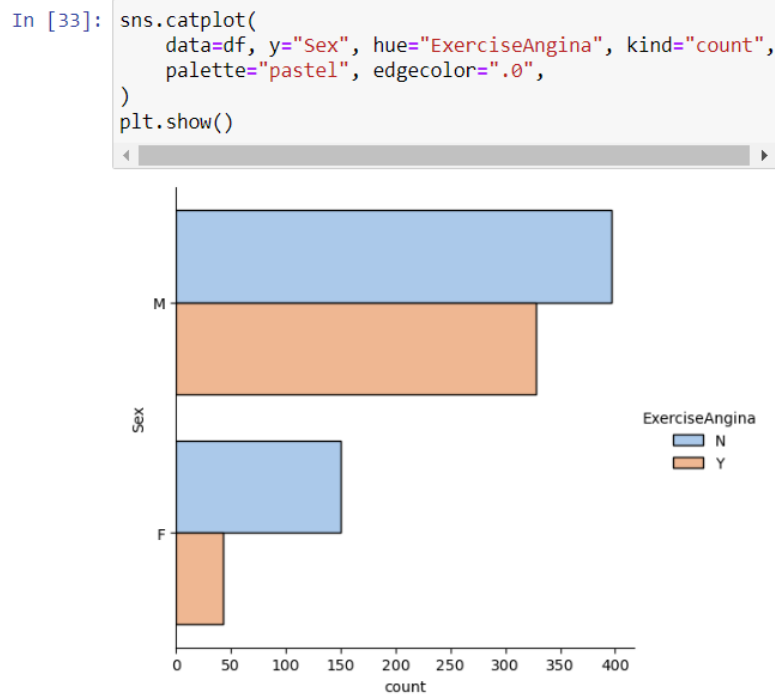 In [33]: sns.catplot(
data=df, y="Sex", hue="ExerciseAngina", kind="count",
palette="pastel", edgecolor=".0",
)
plt.show()
M
Sex
F
ExerciseAngina
N
Y
0 50 100 150 200 250 300 350 400
count